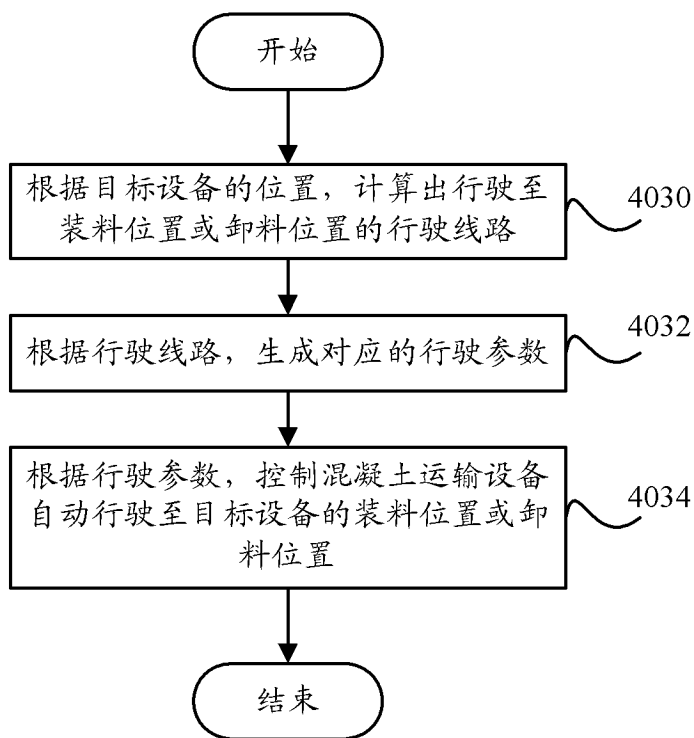 开始
根据目标设备的位置，计算出行驶至
装料位置或卸料位置的行驶线路
4030
根据行驶线路，生成对应的行驶参数
4032
根据行驶参数，控制混凝土运输设备
自动行驶至目标设备的装料位置或卸
料位置
4034
结束